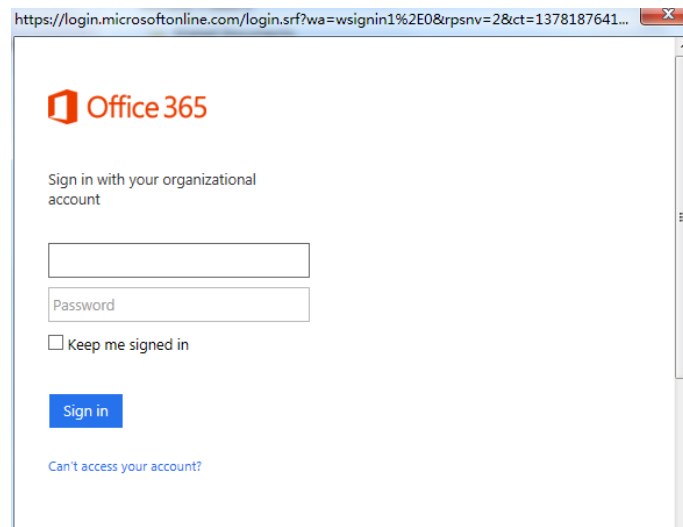 https://login.microsoftonline.com/login.srf?wa=wsignin1%2E0&rpsnv=2&ct=1378187641...
Office 365
Sign in with your organizational
account
Password
Keep me signed in
Sign in
Can't access your account?